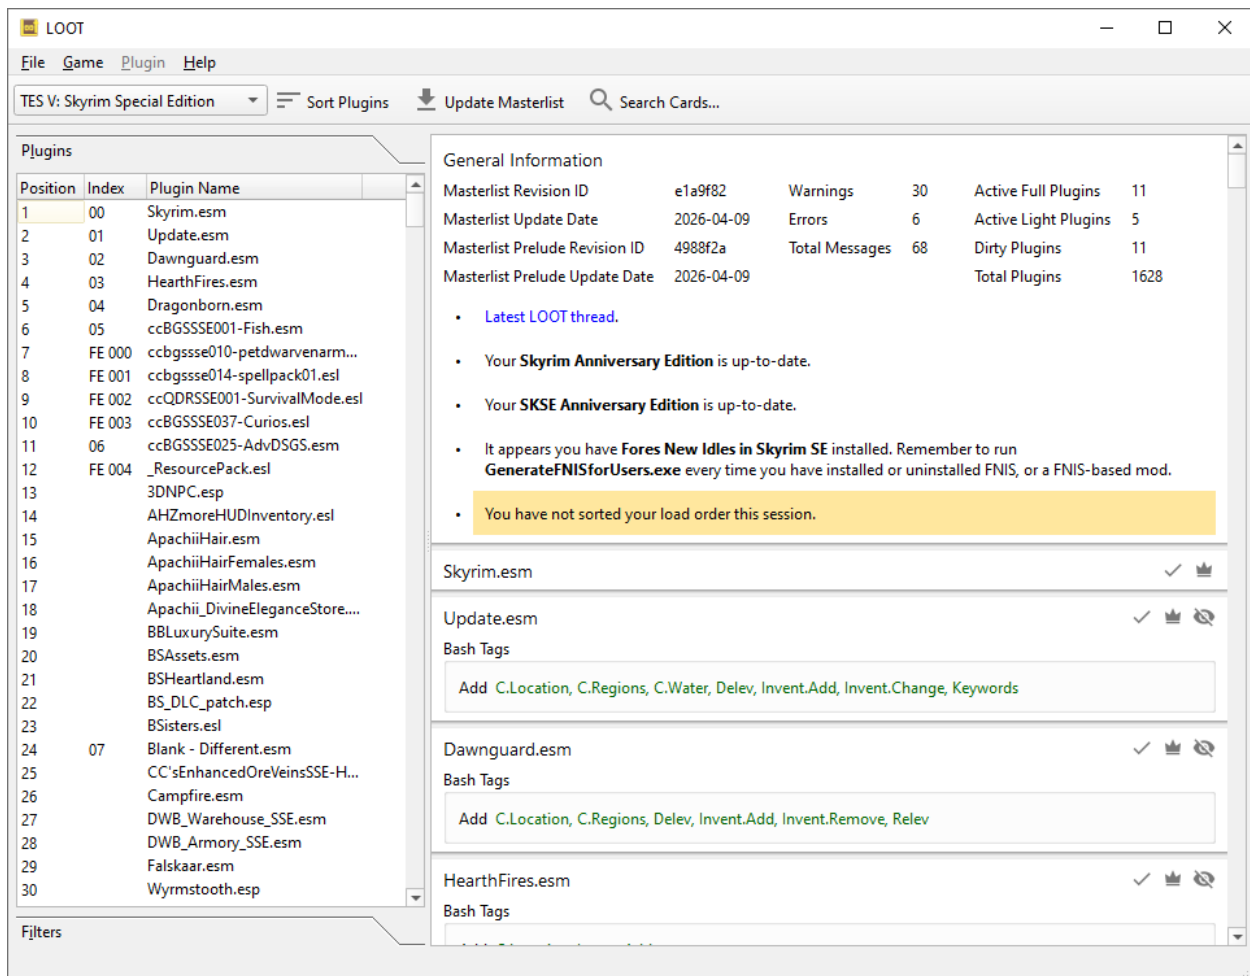 LOOT
File Game Plugin Help
TES V: Skyrim Special Edition Sort Plugins Update Masterlist Search Cards...
Plugins
Position Index Plugin Name
1 00 Skyrim.esm
2 01 Update.esm
3 02 Dawnguard.esm
4 03 HearthFires.esm
5 04 Dragonborn.esm
6 05 ccBGSSSE001-Fish.esm
7 FE 000 ccbgssse010-petdwarvenarm...
8 FE 001 ccbgssse014-spellpack01.esl
9 FE 002 ccQDRSSE001-SurvivalMode.esl
10 FE 003 ccBGSSSE037-Curios.esl
11 06 ccBGSSSE025-AdvDSGS.esm
12 FE 004 _ResourcePack.esl
13 3DNPC.esp
14 AHZmoreHUDInventory.esl
15 ApachiiHair.esm
16 ApachiiHairFemales.esm
17 ApachiiHairMales.esm
18 Apachii_DivineEleganceStore....
19 BBLuxurySuite.esm
20 BSAssets.esm
21 BSHeartland.esm
22 BS_DLC_patch.esp
23 BSisters.esl
24 07 Blank - Different.esm
25 CC'sEnhancedOreVeinsSSE-H...
26 Campfire.esm
27 DWB_Warehouse_SSE.esm
28 DWB_Armory_SSE.esm
29 Falskaar.esm
30 Wyrmstooth.esp
Filters
General Information
Masterlist Revision ID e1a9f82 Warnings 30 Active Full Plugins 11
Masterlist Update Date 2026-04-09 Errors 6 Active Light Plugins 5
Masterlist Prelude Revision ID 4988f2a Total Messages 68 Dirty Plugins 11
Masterlist Prelude Update Date 2026-04-09 Total Plugins 1628
• Latest LOOT thread.
• Your Skyrim Anniversary Edition is up-to-date.
• Your SKSE Anniversary Edition is up-to-date.
• It appears you have Fores New Idles in Skyrim SE installed. Remember to run
GenerateFNISforUsers.exe every time you have installed or uninstalled FNIS, or a FNIS-based mod.
• You have not sorted your load order this session.
Skyrim.esm
Update.esm
Bash Tags
Add C.Location, C.Regions, C.Water, Delev, Invent.Add, Invent.Change, Keywords
Dawnguard.esm
Bash Tags
Add C.Location, C.Regions, Delev, Invent.Add, Invent.Remove, Relev
HearthFires.esm
Bash Tags